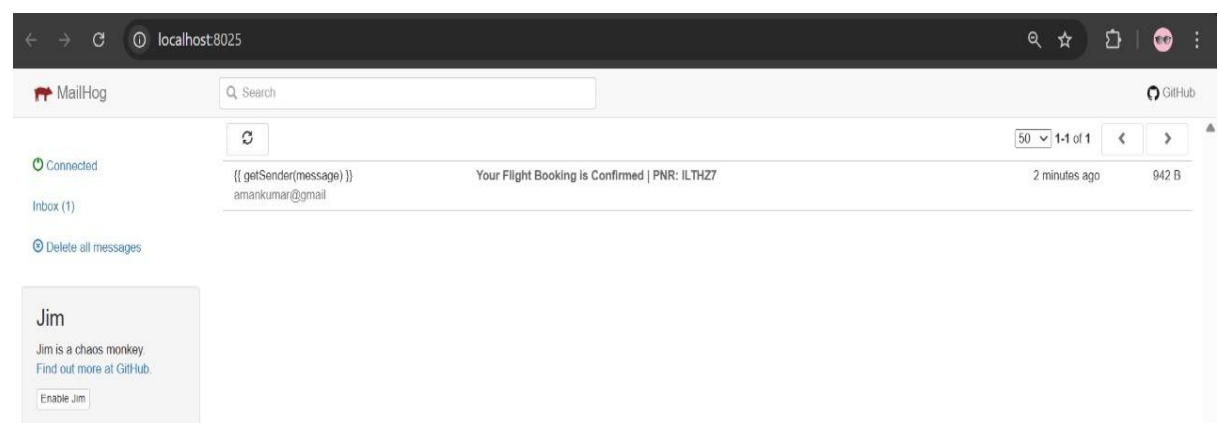 localhost:8025
MailHog
Search
GitHub
50 1-1 of 1
Connected
{{ getSender(message) }} Your Flight Booking is Confirmed | PNR: ILTHZ7 2 minutes ago 942 B
amankumar@gmail
Inbox (1)
Delete all messages
Jim
Jim is a chaos monkey.
Find out more at GitHub.
Enable Jim